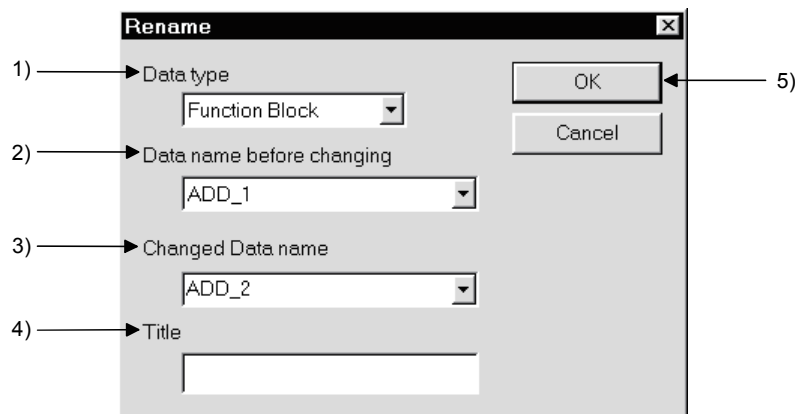 Rename
1)
Data type
OK
5)
Function Block
Cancel
2)
Data name before changing
ADD_1
3)
Changed Data name
ADD_2
4)
Title